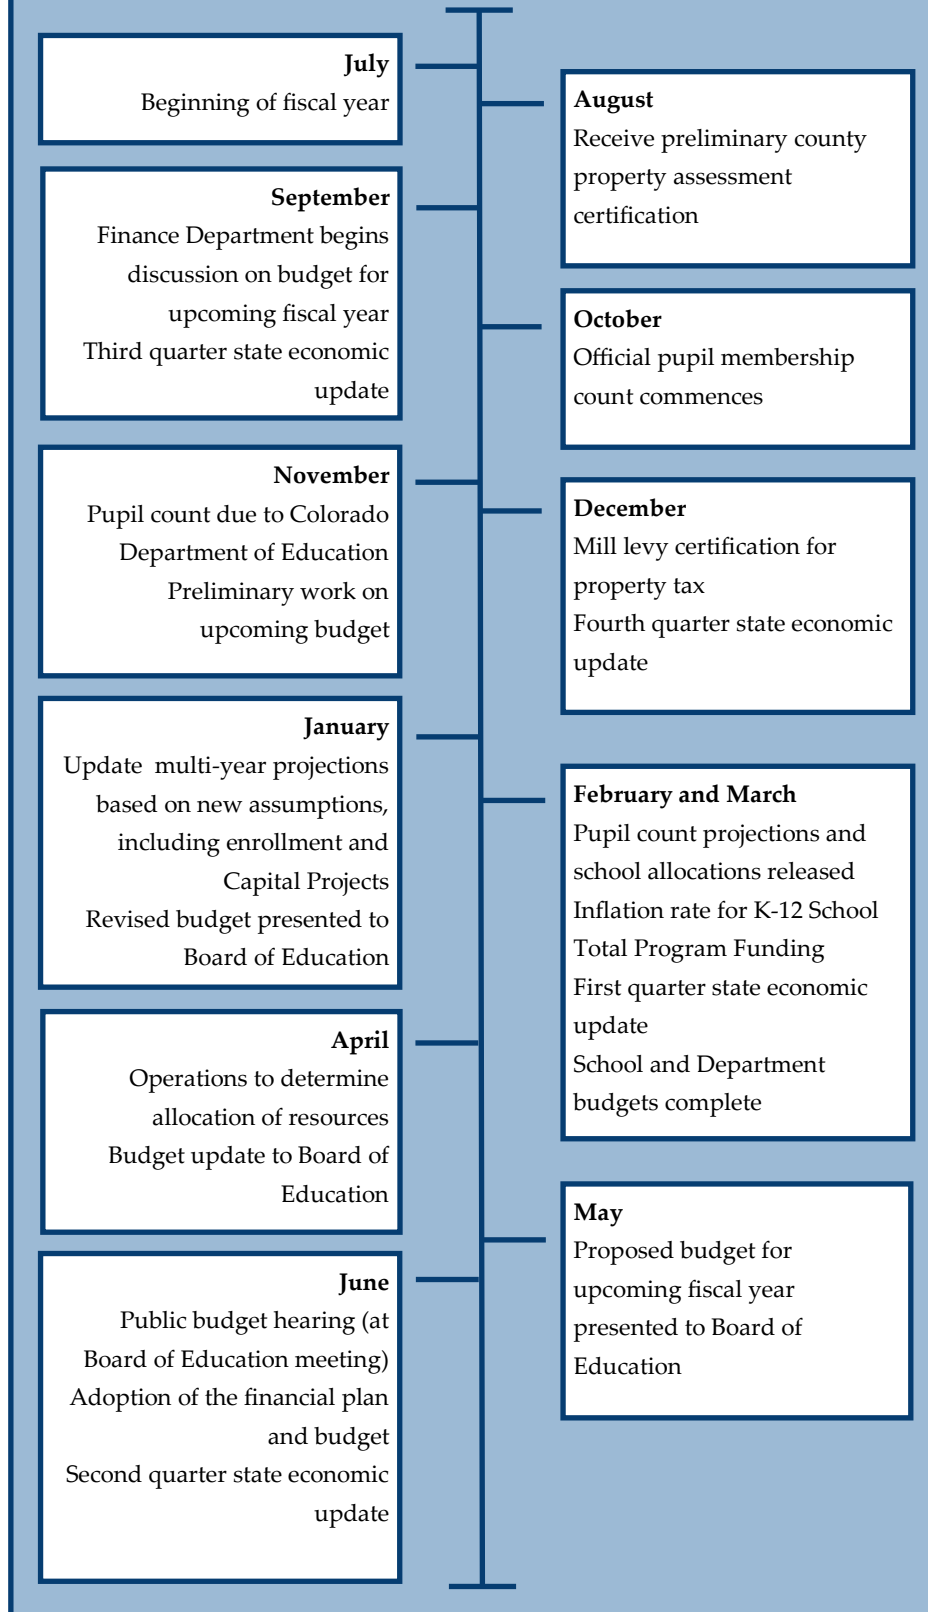 July
Beginning of fiscal year
August
Receive preliminary county
property assessment
certification
September
Finance Department begins
discussion on budget for
upcoming fiscal year
Third quarter state economic
update
October
Official pupil membership
count commences
November
Pupil count due to Colorado
Department of Education
Preliminary work on
upcoming budget
December
Mill levy certification for
property tax
Fourth quarter state economic
update
January
Update  multi-year projections
based on new assumptions,
including enrollment and
Capital Projects
Revised budget presented to
Board of Education
February and March
Pupil count projections and
school allocations released
Inflation rate for K-12 School
Total Program Funding
First quarter state economic
update
School and Department
budgets complete
April
Operations to determine
allocation of resources
Budget update to Board of
Education
May
Proposed budget for
upcoming fiscal year
presented to Board of
Education
June
Public budget hearing (at
Board of Education meeting)
Adoption of the financial plan
and budget
Second quarter state economic
update